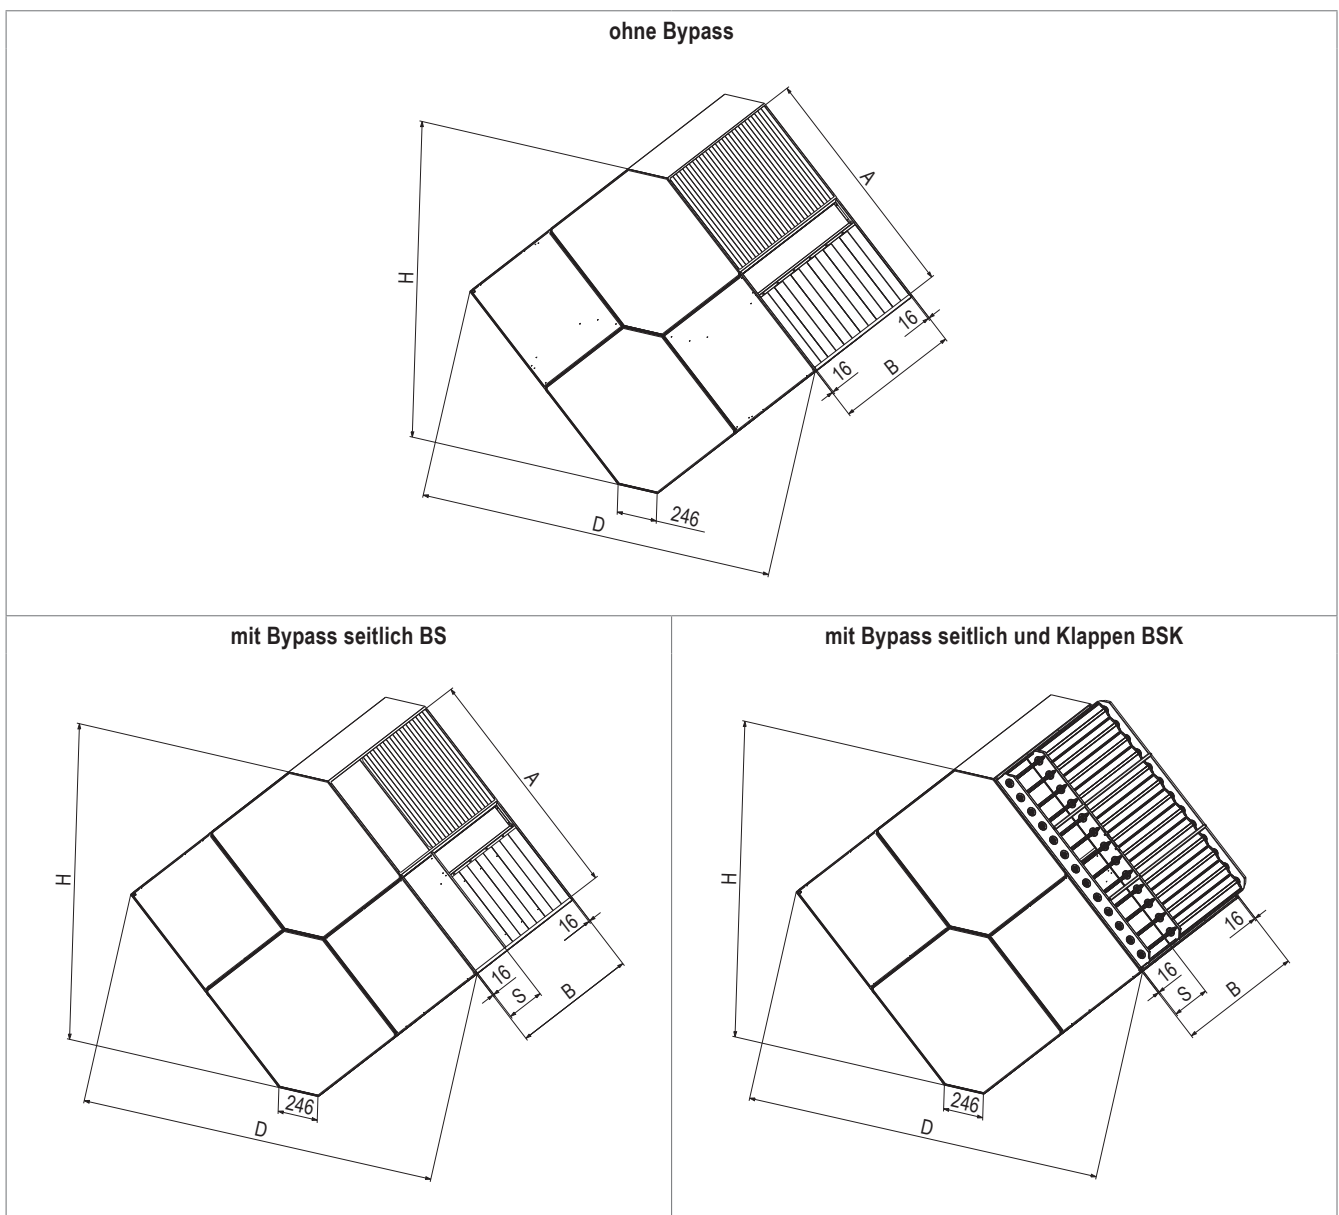 ohne Bypass
A
H
16
16
B
246
D
mit Bypass seitlich BS
A
H
16
16
S
B
246
D
mit Bypass seitlich und Klappen BSK
H
16
16
S
B
246
D